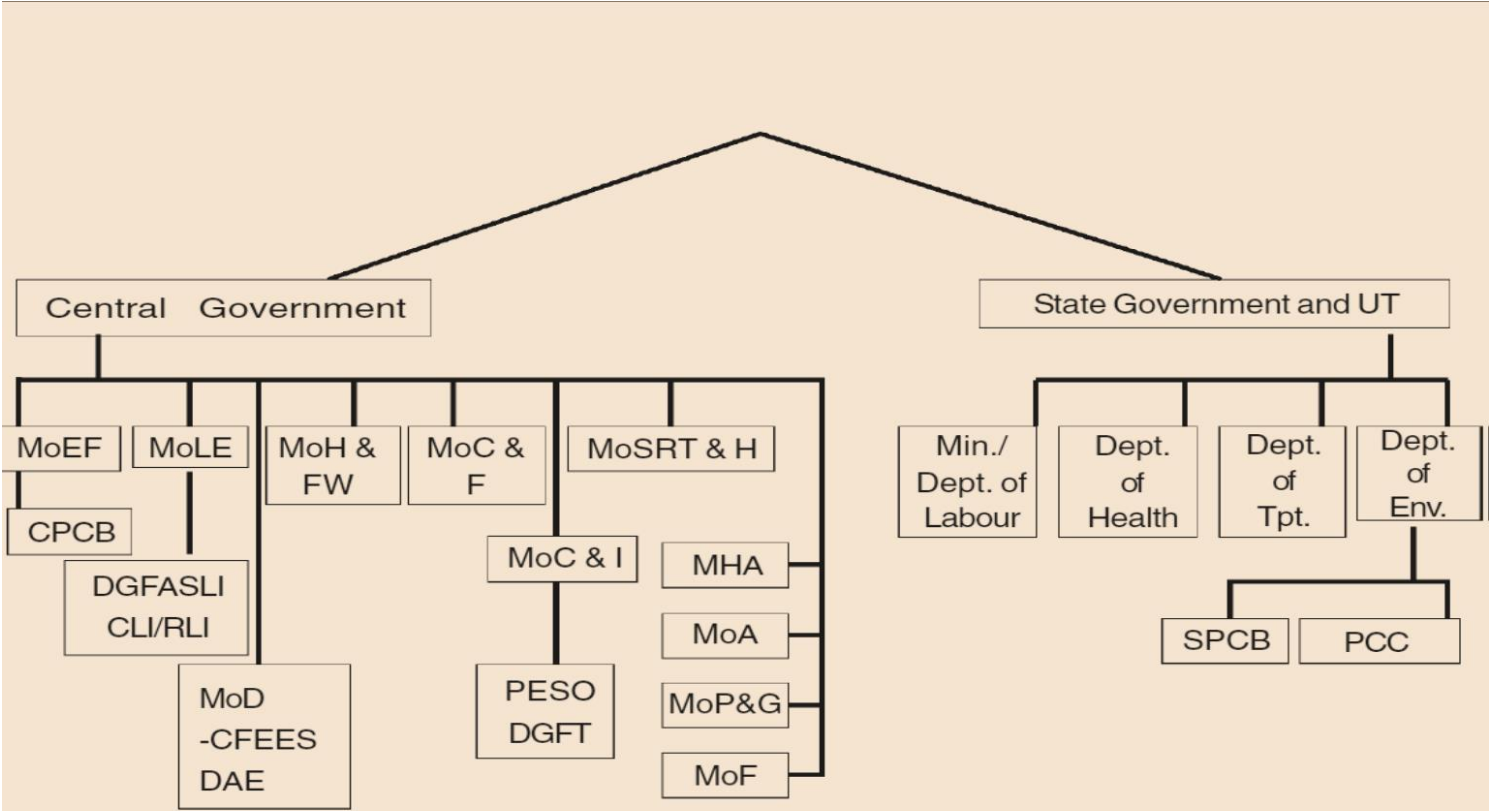 Central Government
State Government and UT
MoEF
MoLE
MoH &
FW
MoC &
F
MoSRT & H
Min./
Dept. of
Labour
Dept.
of
Health
Dept.
of
Tpt.
Dept.
of
Env.
CPCB
DGFASLI
CLI/RLI
MoC & I
MHA
MoA
MoP&G
MoF
MoD
-CFEES
DAE
PESO
DGFT
SPCB
PCC